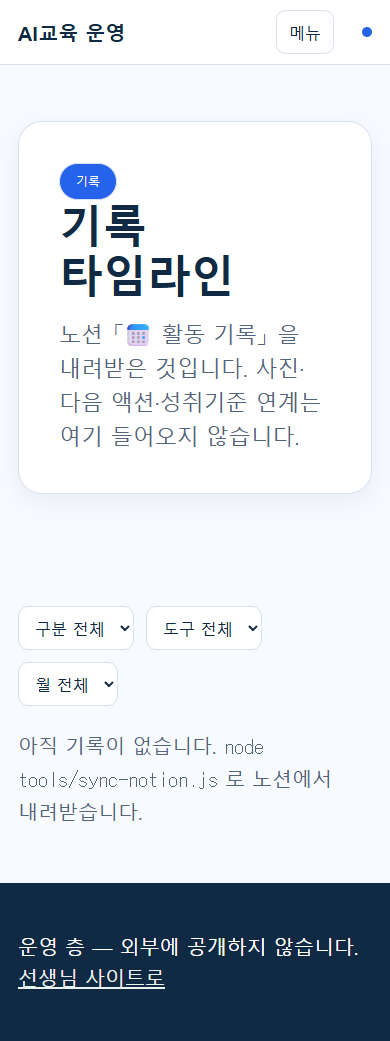 AI교육 운영
메뉴
기록
기록
타임라인
노션 「🗓️ 활동 기록」을
내려받은 것입니다. 사진·
다음 액션·성취기준 연계는
여기 들어오지 않습니다.
구분 전체
도구 전체
월 전체
아직 기록이 없습니다. node
tools/sync-notion.js 로 노션에서
내려받습니다.
운영 층 — 외부에 공개하지 않습니다.
선생님 사이트로